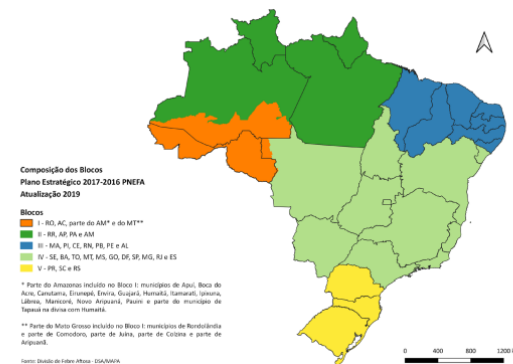 Composição dos Blocos
Plano Estratégico 2017-2016 PNEFA
Atualização 2019
Blocos
I - RO, AC, parte do AM* e do MT**
II - RR, AP, PA e AM
III - MA, PI, CE, RN, PB, PE e AL
IV - SE, BA, TO, MT, MS, GO, DF, SP, MG, RJ e ES
V - PR, SC e RS
* Parte do Amazonas incluído no Bloco I: municípios de Apuí, Boca do
Acre, Canutama, Eirunepé, Envira, Guajará, Humaitá, Itamarati, Ipixuna,
Lábrea, Manicoré, Novo Aripuanã, Pauini e parte do município de
Tapauá na divisa com Humaitá.
** Parte do Mato Grosso incluído no Bloco I: municípios de Rondolândia
e parte de Comodoro, parte de Juína, parte de Colniza e parte de
Aripuanã.
Fonte: Divisão de Febre Aftosa - DSA/MAPA
0 400 800 1200